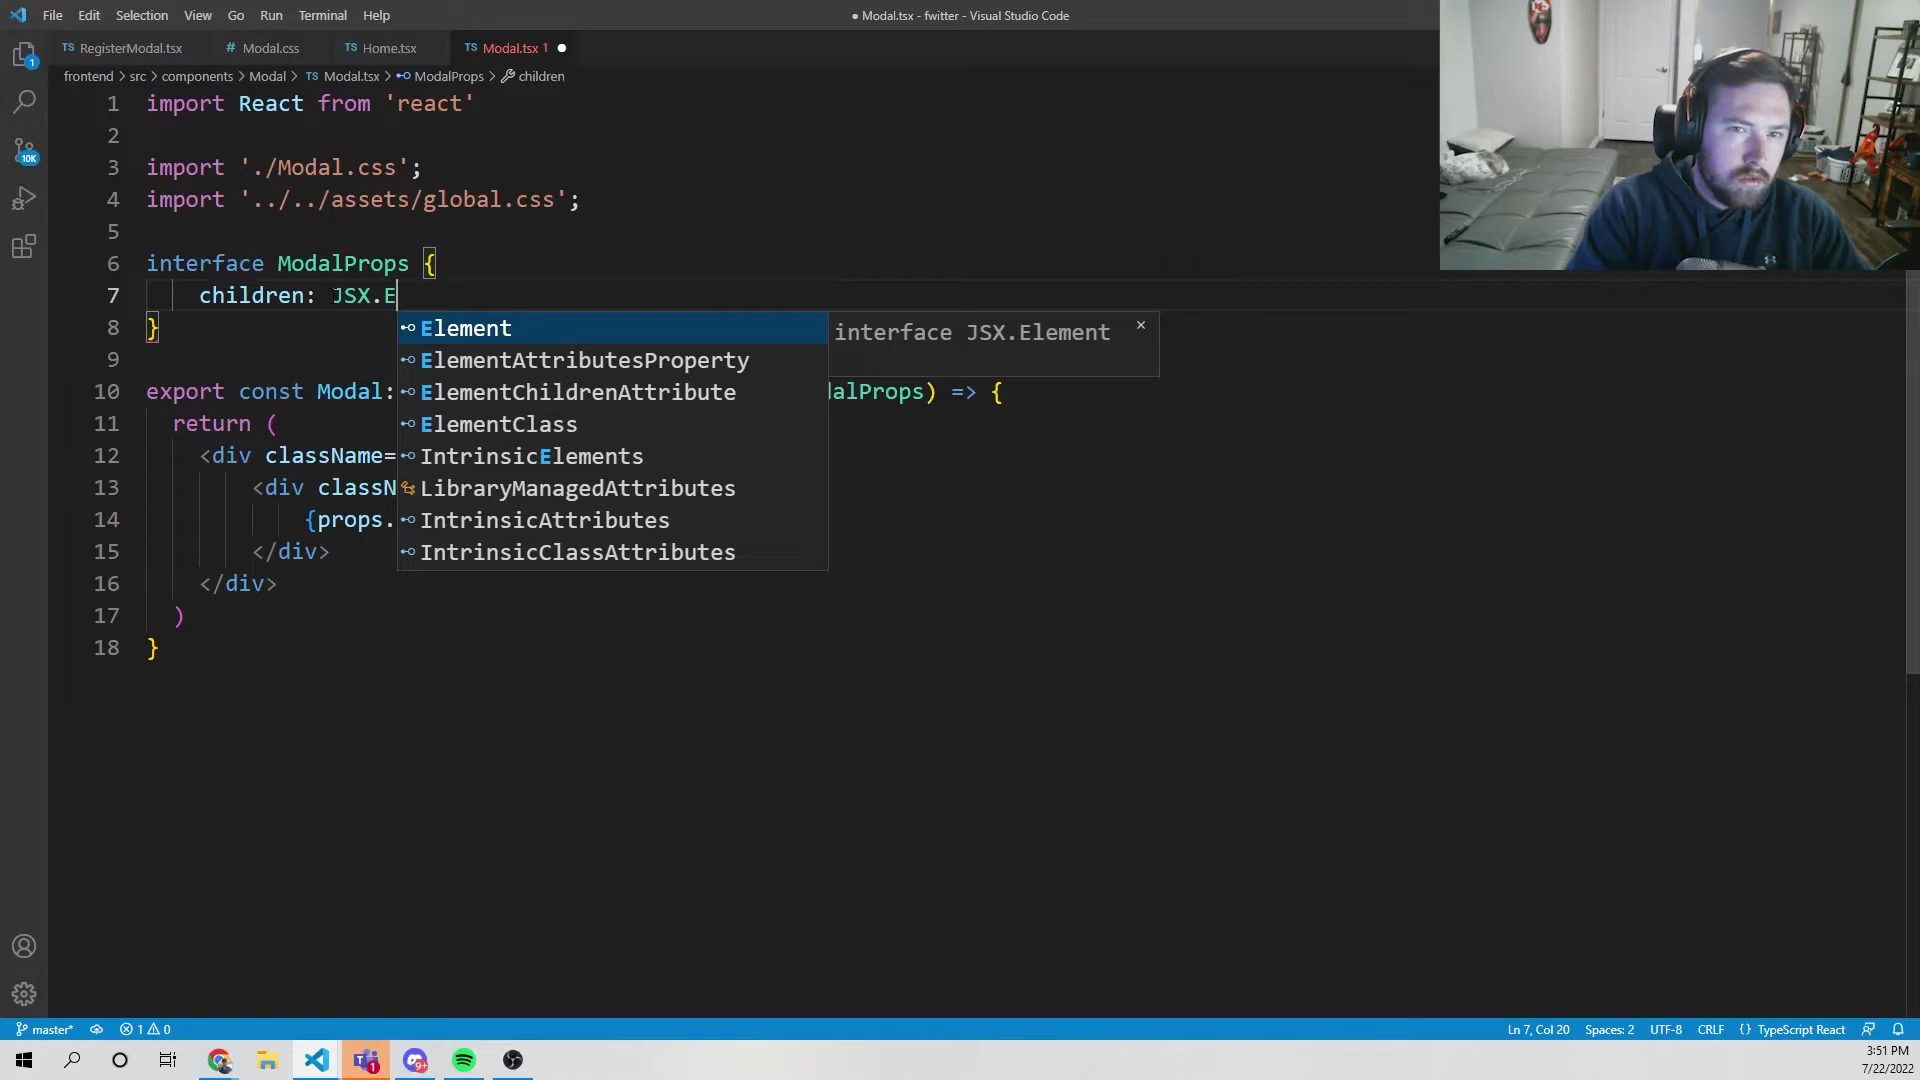 File Edit Selection View Go Run Terminal Help
● Modal.tsx - fwitter - Visual Studio Code
TS RegisterModal.tsx
# Modal.css
TS Home.tsx
TS Modal.tsx 1 ●
frontend > src > components > Modal > TS Modal.tsx > ModalProps > children
1 import React from 'react'
2
3 import './Modal.css';
4 import '../../assets/global.css';
5
6 interface ModalProps {
7 children: JSX.E
8 }
9
10 export const Modal: alProps) => {
11 return (
12 <div className=
13 <div classN
14 {props.
15 </div>
16 </div>
17 )
18 }
Element
ElementAttributesProperty
ElementChildrenAttribute
ElementClass
IntrinsicElements
LibraryManagedAttributes
IntrinsicAttributes
IntrinsicClassAttributes
interface JSX.Element ×
1
10K
master* 1 0
Ln 7, Col 20 Spaces: 2 UTF-8 CRLF {} TypeScript React
T 1
9+
3:51 PM
7/22/2022